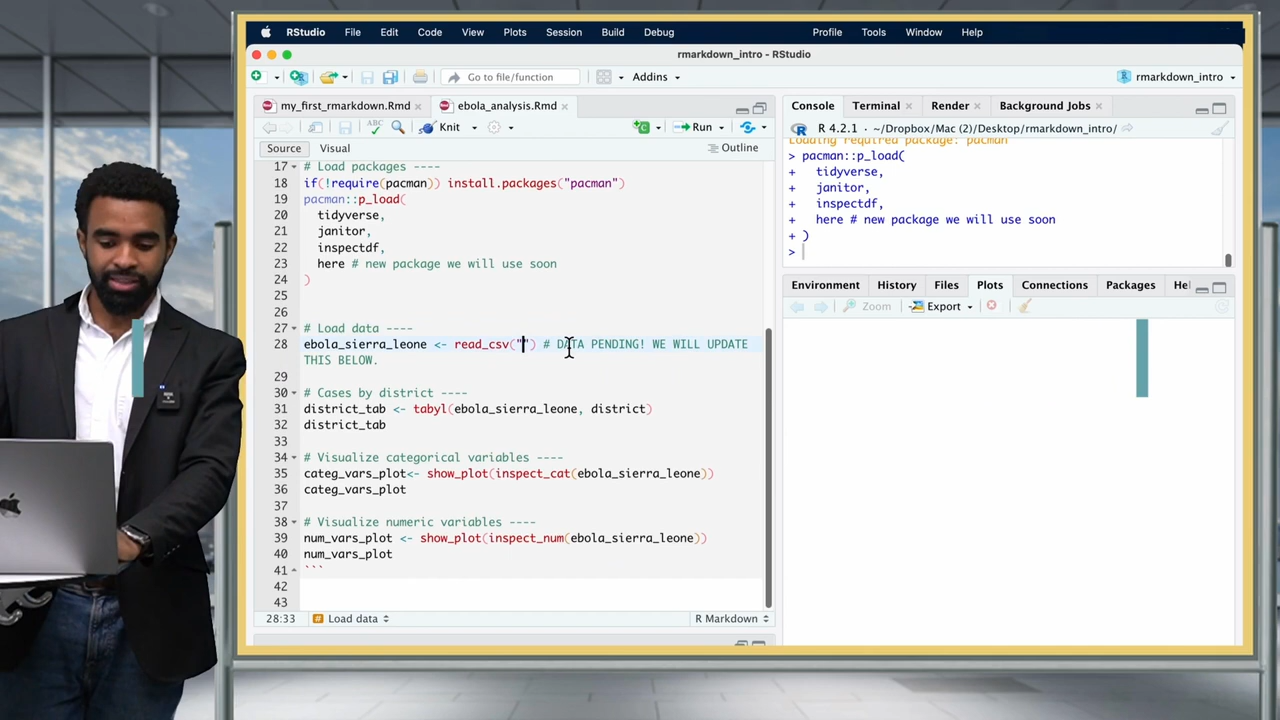 RStudio File Edit Code View Plots Session Build Debug Profile Tools Window Help
rmarkdown_intro - RStudio
Go to file/function Addins rmarkdown_intro
my_first_rmarkdown.Rmd ebola_analysis.Rmd
ABC Knit Run
Source Visual Outline
17 # Load packages ----
18 if(!require(pacman)) install.packages("pacman")
19 pacman::p_load(
20 tidyverse,
21 janitor,
22 inspectdf,
23 here # new package we will use soon
24 )
25
26
27 # Load data ----
28 ebola_sierra_leone <- read_csv("") # DATA PENDING! WE WILL UPDATE
THIS BELOW.
29
30 # Cases by district ----
31 district_tab <- tabyl(ebola_sierra_leone, district)
32 district_tab
33
34 # Visualize categorical variables ----
35 categ_vars_plot<- show_plot(inspect_cat(ebola_sierra_leone))
36 categ_vars_plot
37
38 # Visualize numeric variables ----
39 num_vars_plot <- show_plot(inspect_num(ebola_sierra_leone))
40 num_vars_plot
41 ```
42
43
28:33 # Load data R Markdown
Console Terminal Render Background Jobs
R 4.2.1 · ~/Dropbox/Mac (2)/Desktop/rmarkdown_intro/
Loading required package: pacman
> pacman::p_load(
+ tidyverse,
+ janitor,
+ inspectdf,
+ here # new package we will use soon
+ )
>
Environment History Files Plots Connections Packages Hel
Zoom Export